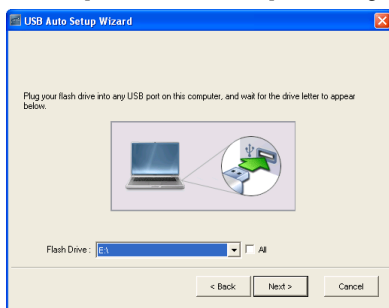 USB Auto Setup Wizard
Plug your flash drive into any USB port on this computer, and wait for the drive letter to appear
below.
Flash Drive : E:\ All
< Back Next > Cancel